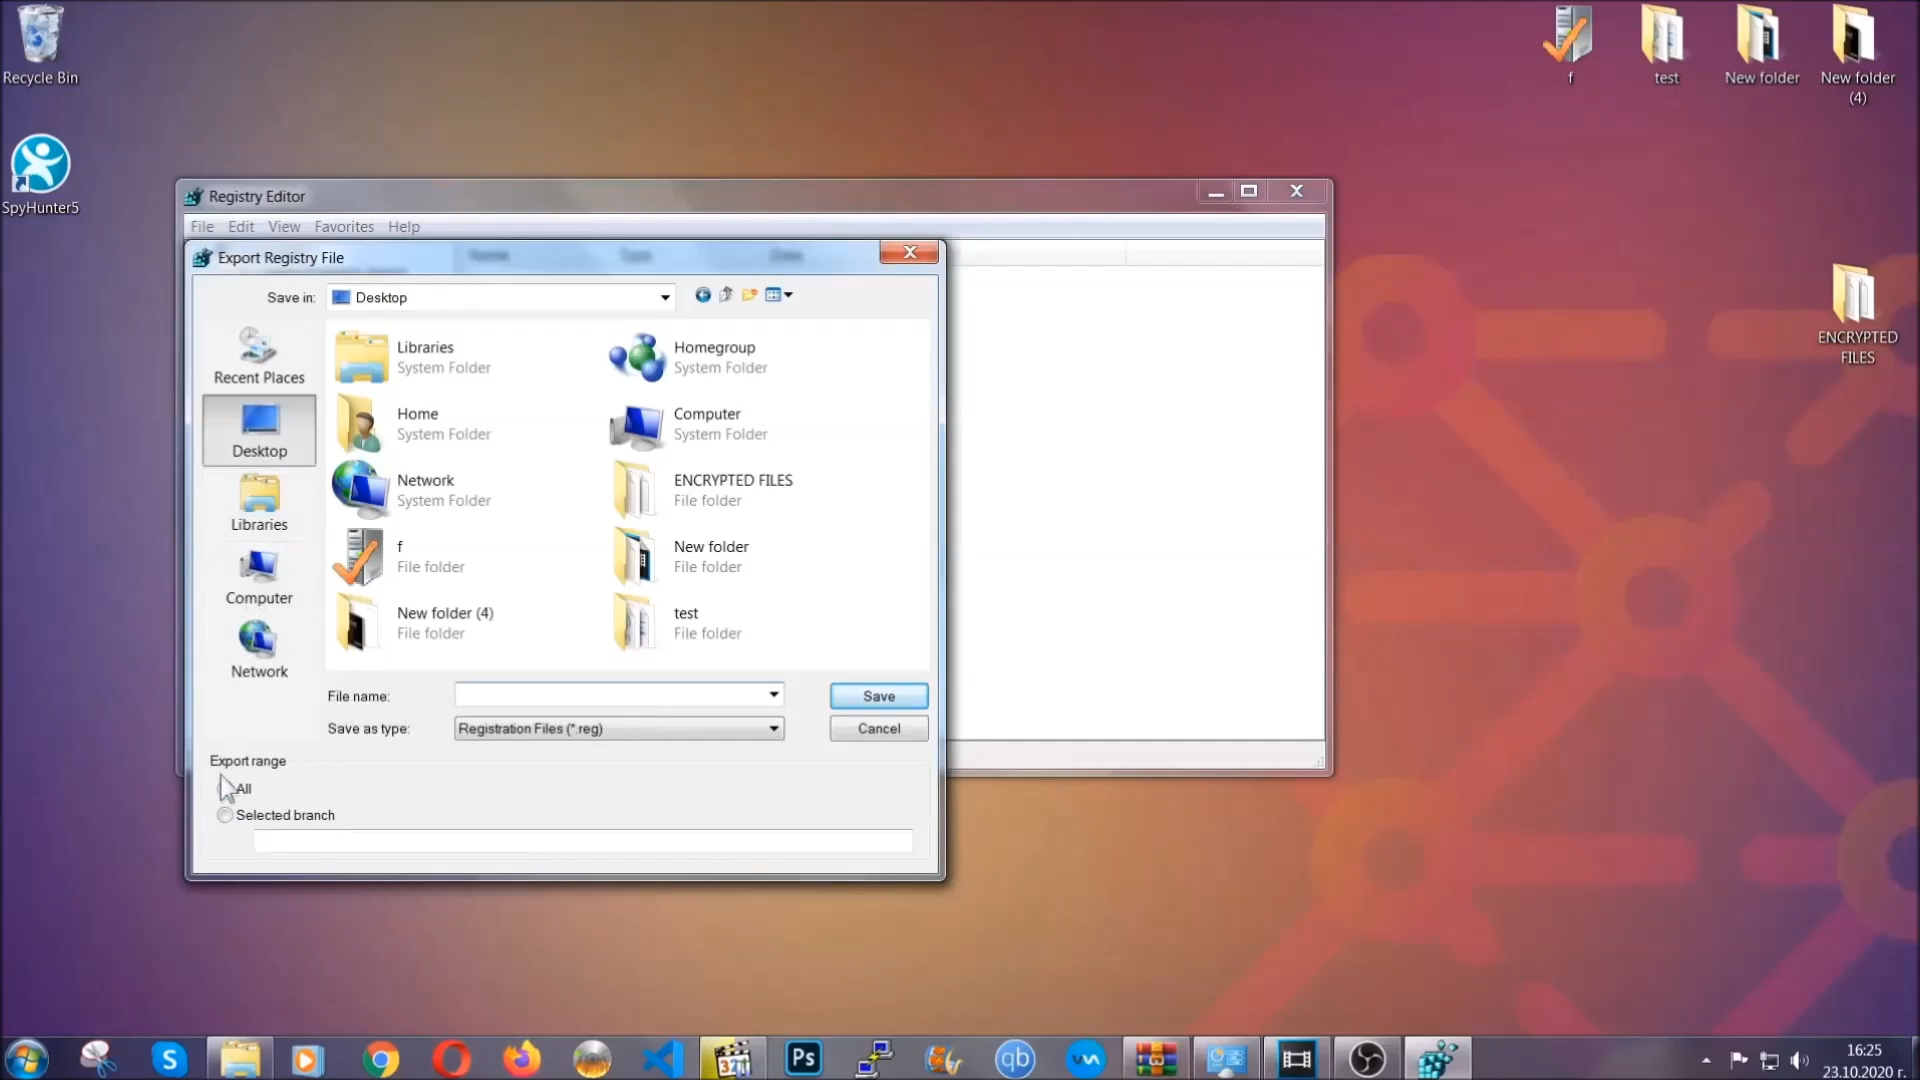 Recycle Bin
SpyHunter5
f
test
New folder
New folder
(4)
ENCRYPTED
FILES
Registry Editor
File Edit View Favorites Help
Export Registry File
Save in:
Desktop
Recent Places
Desktop
Libraries
Computer
Network
Libraries
System Folder
Homegroup
System Folder
Home
System Folder
Computer
System Folder
Network
System Folder
ENCRYPTED FILES
File folder
f
File folder
New folder
File folder
New folder (4)
File folder
test
File folder
File name:
Save
Save as type:
Registration Files (*.reg)
Cancel
Export range
All
Selected branch
S
321
Ps
qb
16:25
23.10.2020 г.